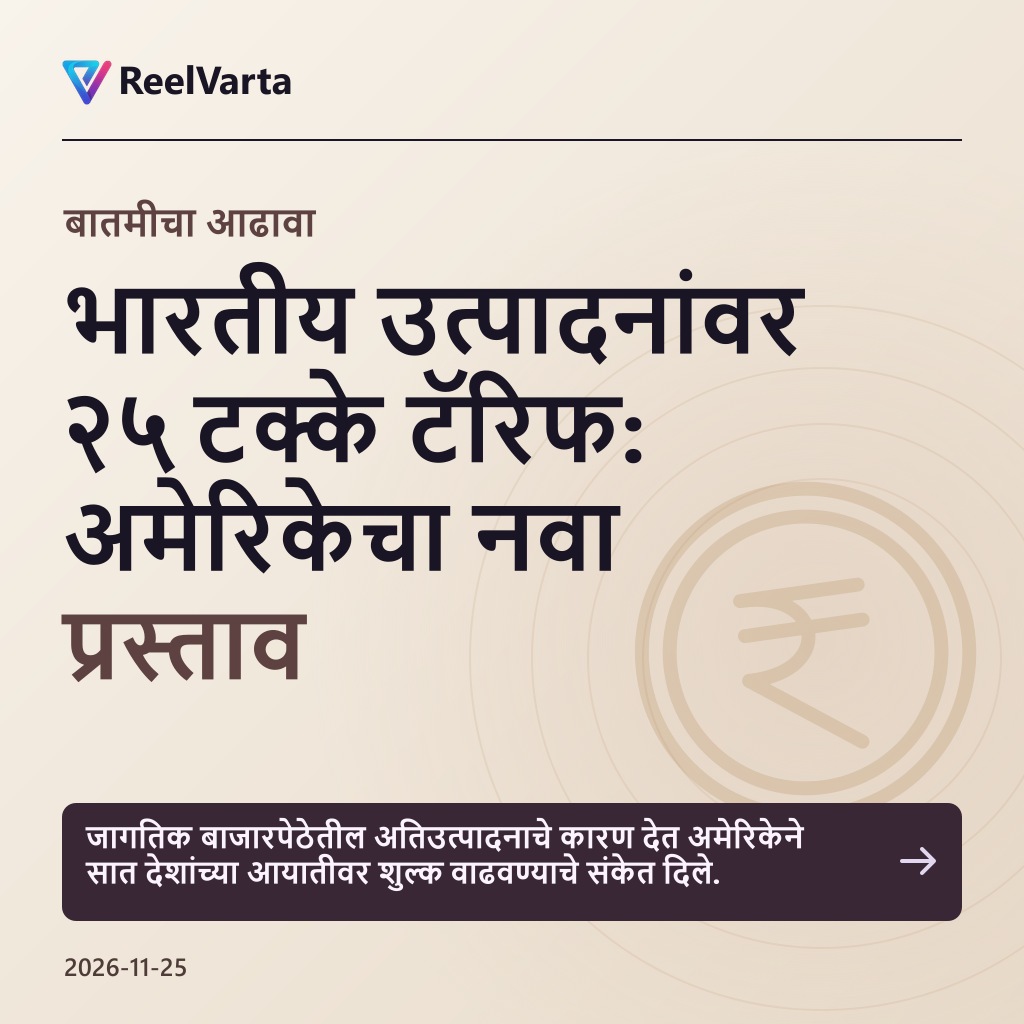 ReelVarta
बातमीचा आढावा
भारतीय उत्पादनांवर
२५ टक्के टॅरिफ:
अमेरिकेचा नवा
प्रस्ताव
जागतिक बाजारपेठेतील अतिउत्पादनाचे कारण देत अमेरिकेने
सात देशांच्या आयातीवर शुल्क वाढवण्याचे संकेत दिले.
2026-11-25